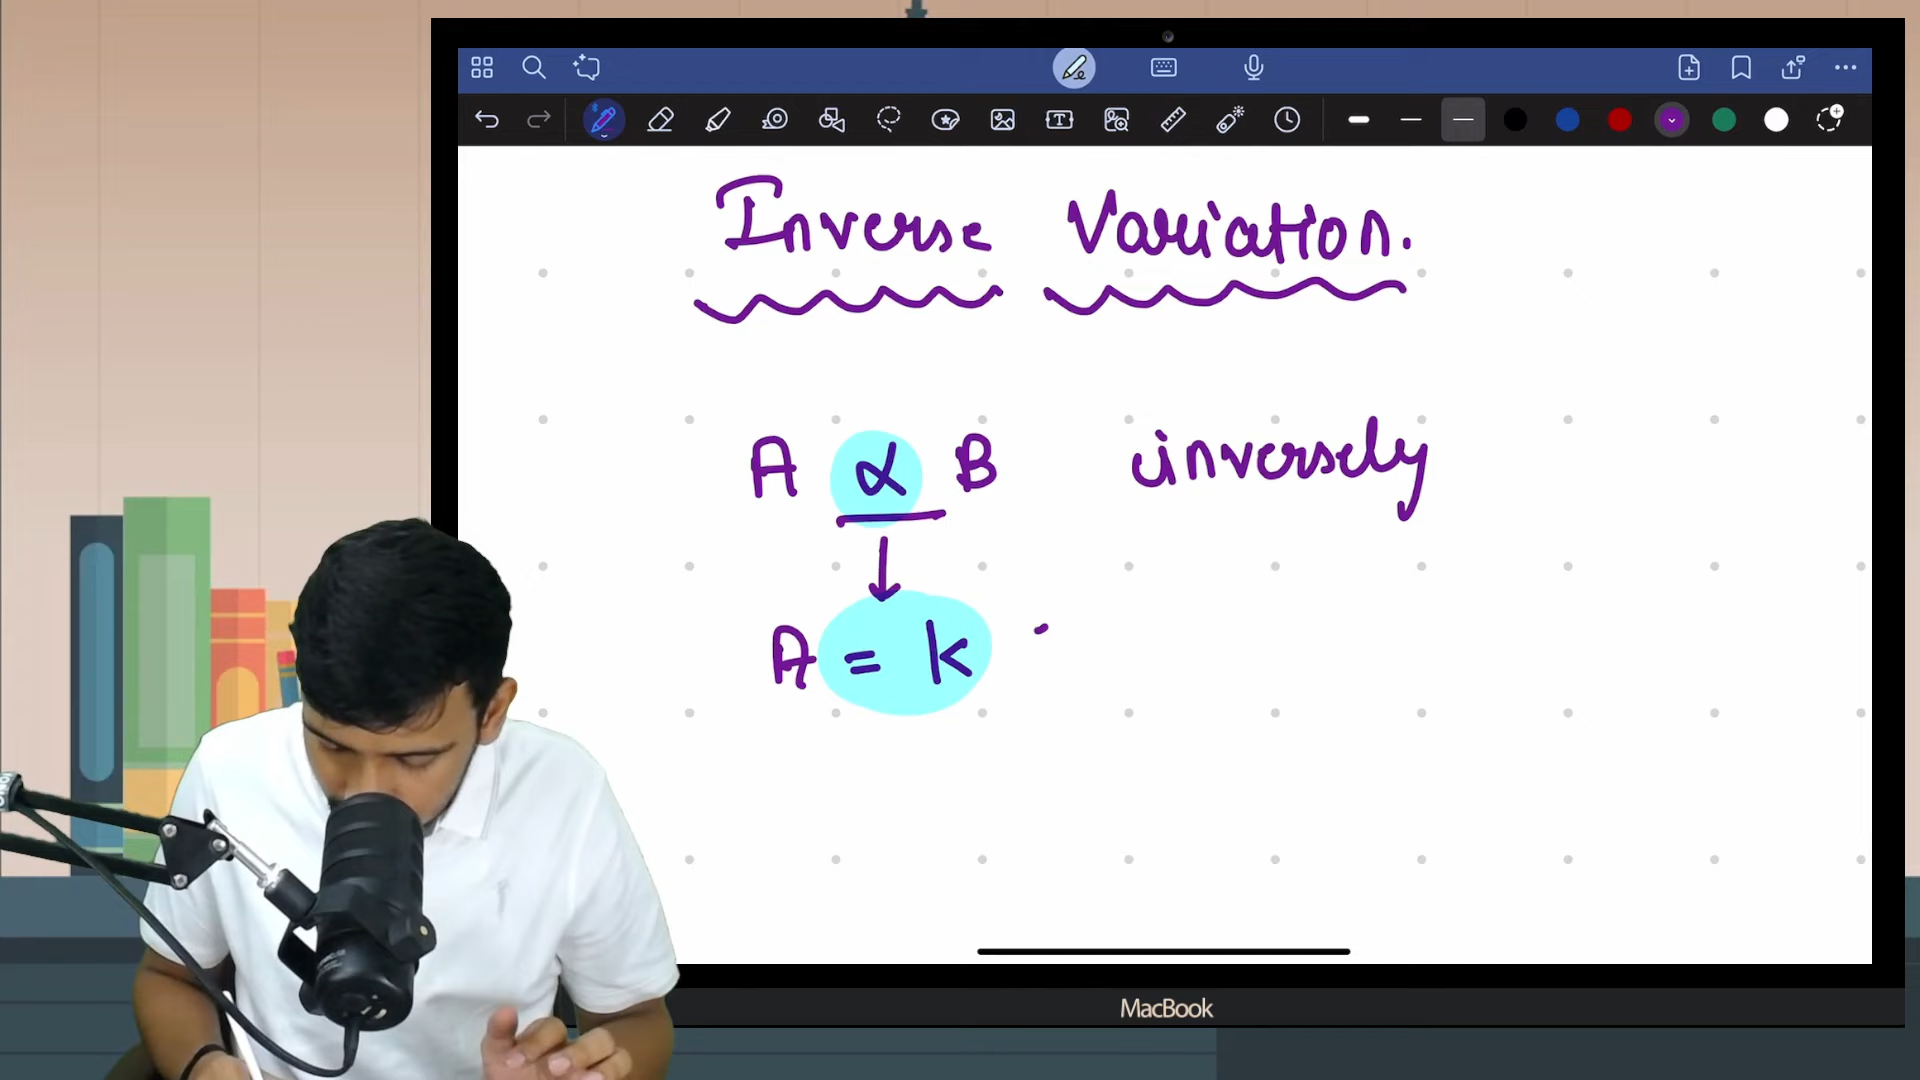 Inverse Variation.
A α B inversely
A = k
MacBook